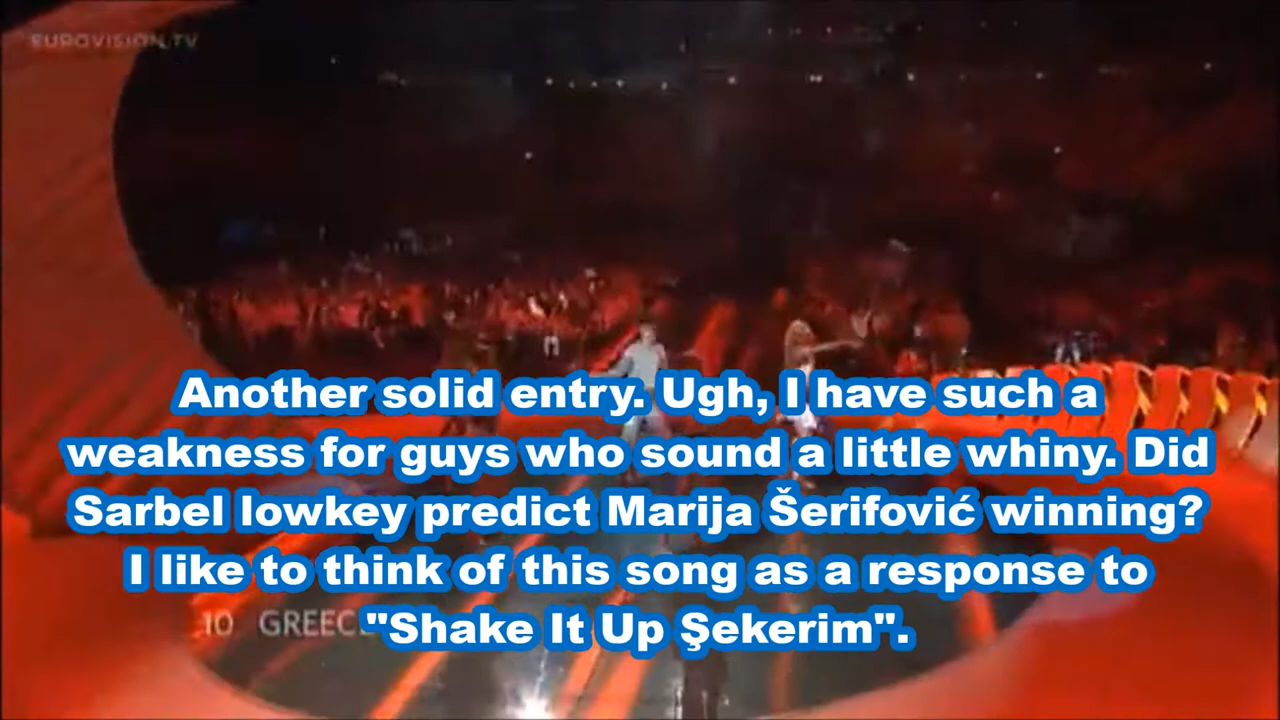 EUROVISION.TV
Another solid entry. Ugh, I have such a
weakness for guys who sound a little whiny. Did
Sarbel lowkey predict Marija Šerifović winning?
I like to think of this song as a response to
10 GREECE "Shake It Up Şekerim".